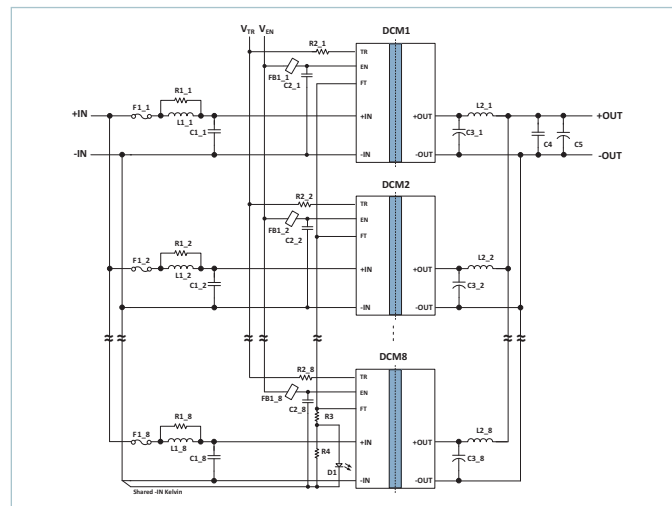 V_TR V_EN DCM1
R2_1 TR
EN
FB1_1 C2_1 FT
R1_1
+IN F1_1 L1_1 +IN +OUT L2_1 +OUT
C1_1 C3_1 C4 C5
-IN -IN -OUT -OUT
DCM2
R2_2 TR
EN
FB1_2 C2_2 FT
R1_2
F1_2 L1_2 +IN +OUT L2_2
C1_2 C3_2
-IN -OUT
DCM8
R2_8 TR
EN
FB1_8 C2_8 FT
R3
R1_8
F1_8 L1_8 +IN +OUT L2_8
C1_8 R4 C3_8
D1
-IN -OUT
Shared -IN Kelvin